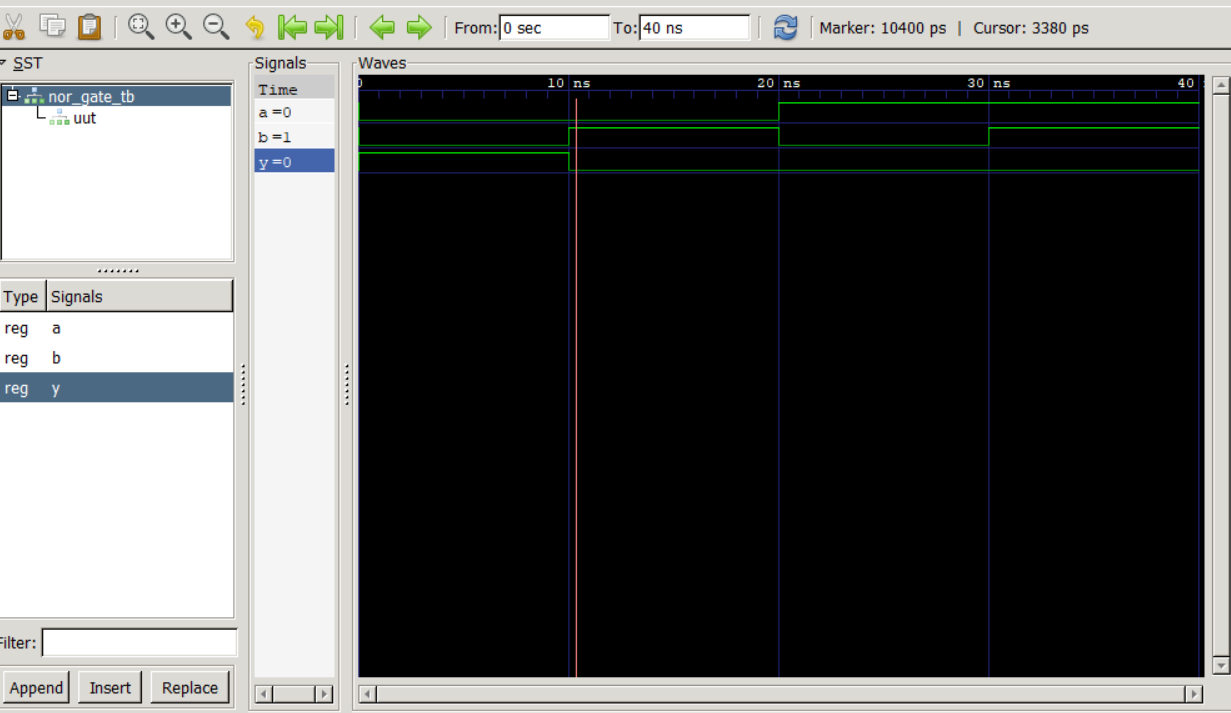 From: 0 sec To: 40 ns Marker: 10400 ps | Cursor: 3380 ps
SST
nor_gate_tb
uut
Type Signals
reg a
reg b
reg y
Filter:
Append Insert Replace
Signals
Time
a=0
b=1
y=0
Waves
0 10 ns 20 ns 30 ns 40